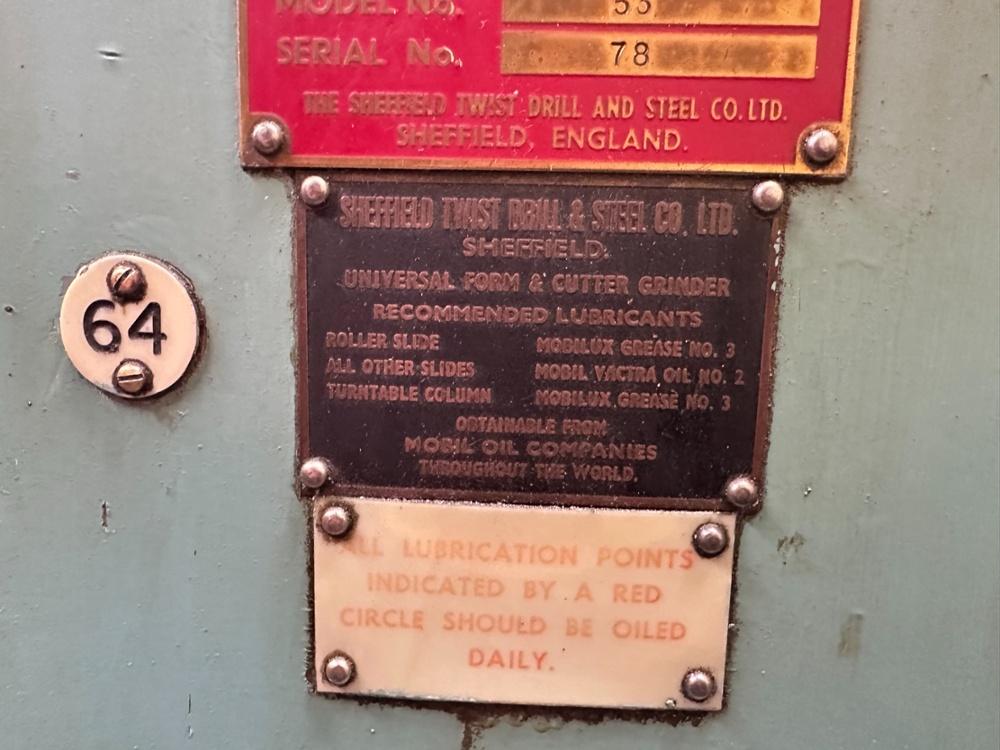 MODEL No. 53
SERIAL No. 78
THE SHEFFIELD TWIST DRILL AND STEEL CO. LTD.
SHEFFIELD, ENGLAND.
SHEFFIELD TWIST DRILL & STEEL CO. LTD.
SHEFFIELD.
UNIVERSAL FORM & CUTTER GRINDER
RECOMMENDED LUBRICANTS
ROLLER SLIDE MOBILUX GREASE NO. 3
ALL OTHER SLIDES MOBIL VACTRA OIL NO. 2
TURNTABLE COLUMN MOBILUX GREASE NO. 3
OBTAINABLE FROM
MOBIL OIL COMPANIES
THROUGHOUT THE WORLD.
64
ALL LUBRICATION POINTS
INDICATED BY A RED
CIRCLE SHOULD BE OILED
DAILY.